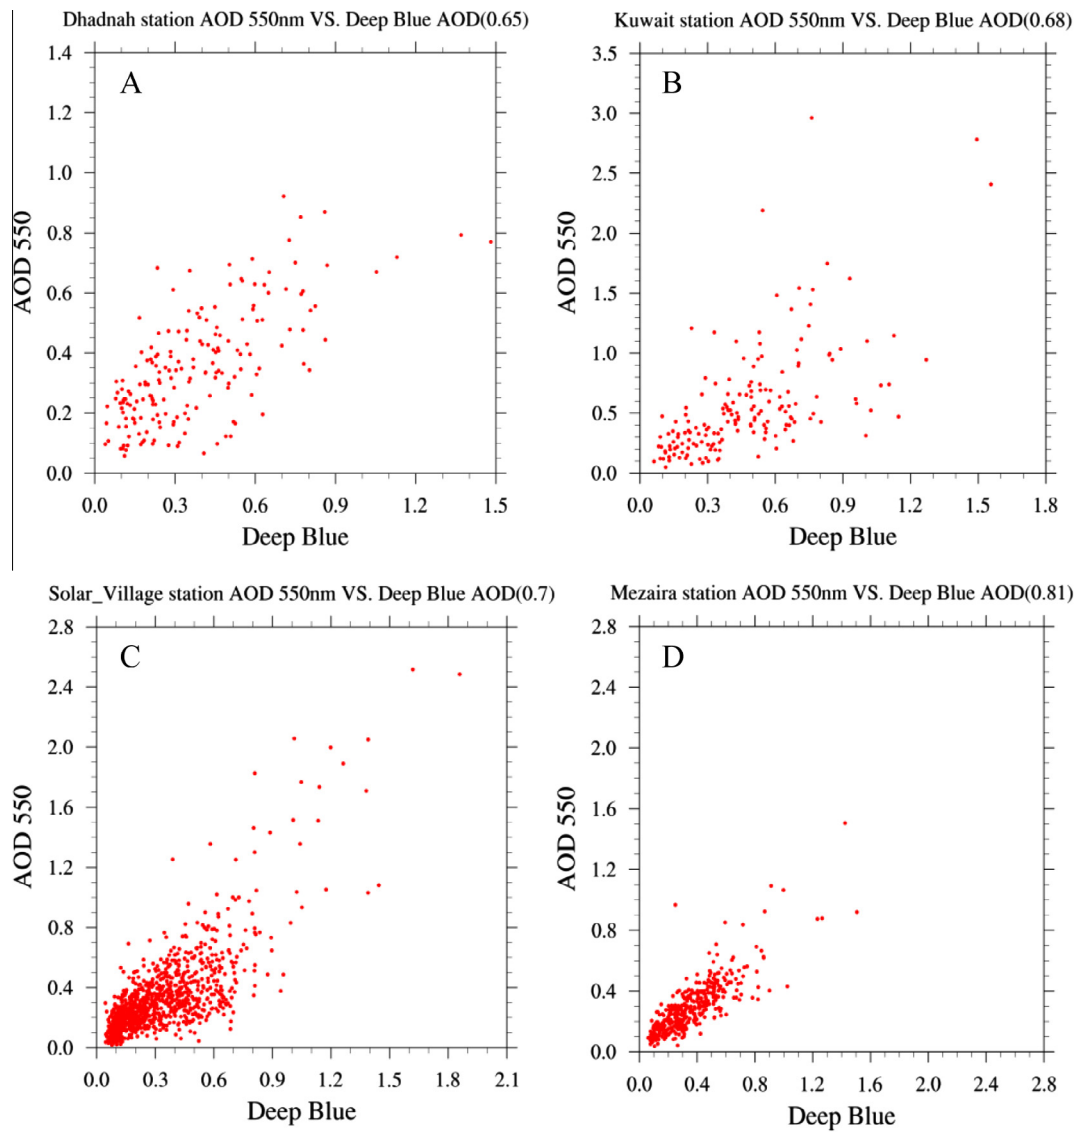 Dhadnah station AOD 550nm VS. Deep Blue AOD(0.65)
A
AOD 550
1.4
1.2
1.0
0.8
0.6
0.4
0.2
0.0
0.0 0.3 0.6 0.9 1.2 1.5
Deep Blue
Kuwait station AOD 550nm VS. Deep Blue AOD(0.68)
B
AOD 550
3.5
3.0
2.5
2.0
1.5
1.0
0.5
0.0
0.0 0.3 0.6 0.9 1.2 1.5 1.8
Deep Blue
Solar_Village station AOD 550nm VS. Deep Blue AOD(0.7)
C
AOD 550
2.8
2.4
2.0
1.6
1.2
0.8
0.4
0.0
0.0 0.3 0.6 0.9 1.2 1.5 1.8 2.1
Deep Blue
Mezaira station AOD 550nm VS. Deep Blue AOD(0.81)
D
AOD 550
2.8
2.4
2.0
1.6
1.2
0.8
0.4
0.0
0.0 0.4 0.8 1.2 1.6 2.0 2.4 2.8
Deep Blue